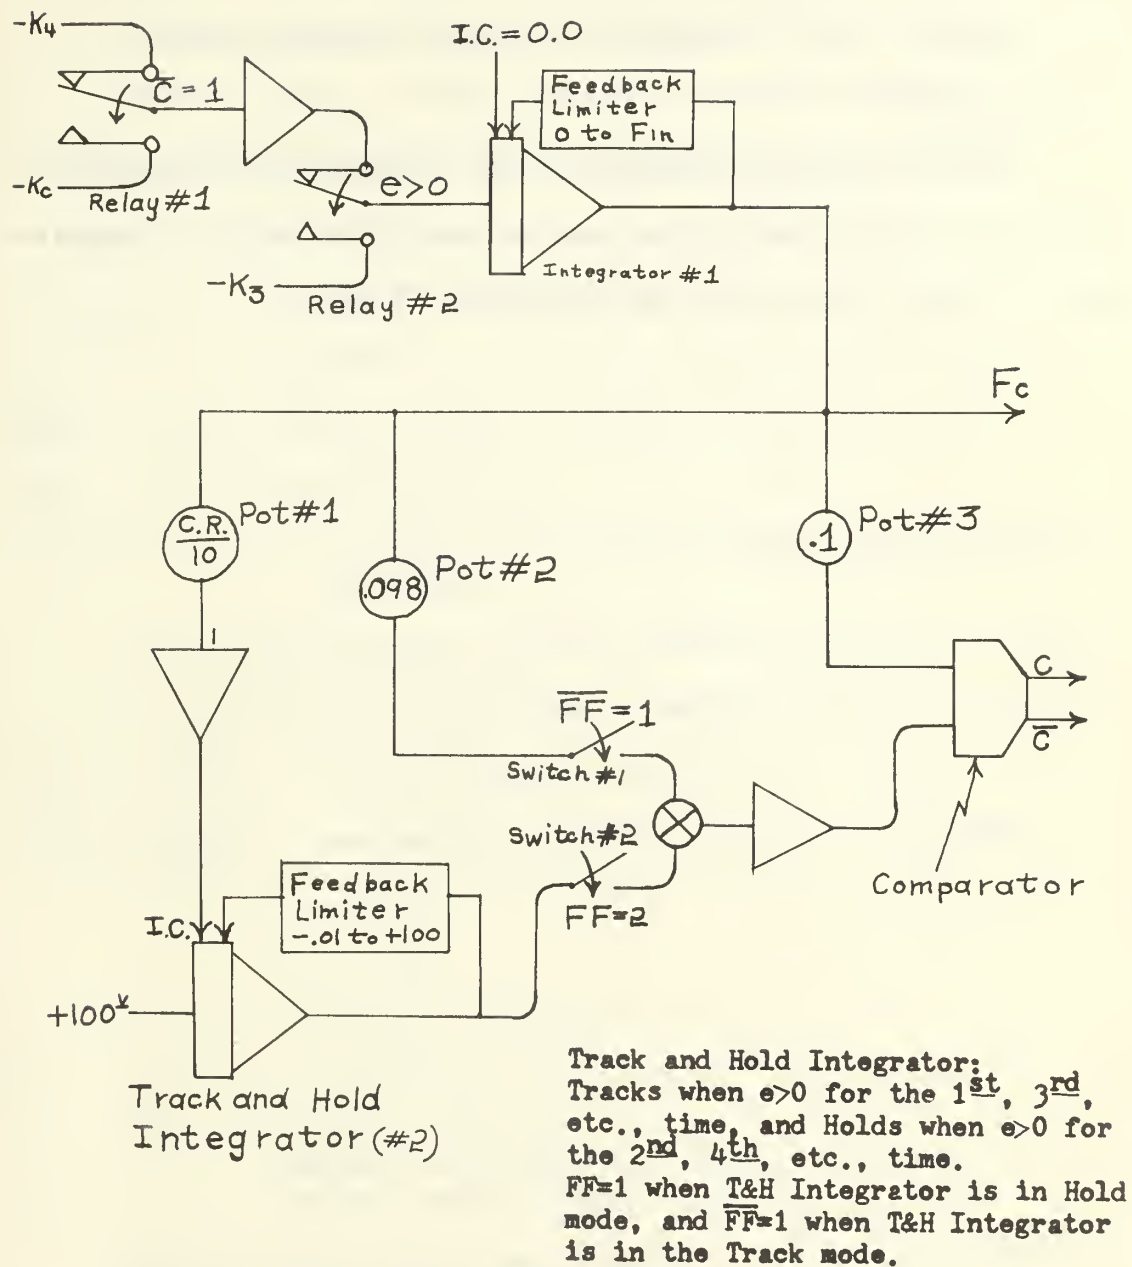 -K4
I.C.=0.0
C̅=1
Feedback
Limiter
0 to Fin
-Kc
Relay #1
e>0
Integrator #1
-K3
Relay #2
Fc
C.R.
10
Pot#1
.098
Pot#2
.1
Pot#3
1
F̅F̅=1
Switch #1
C
C̅
Switch#2
FF=2
Comparator
I.C.
Feedback
Limiter
-.01 to +100
+100v
Track and Hold
Integrator (#2)
Track and Hold Integrator:
Tracks when e>0 for the 1st, 3rd,
etc., time, and Holds when e>0 for
the 2nd, 4th, etc., time.
FF=1 when T&H Integrator is in Hold
mode, and F̅F̅=1 when T&H Integrator
is in the Track mode.